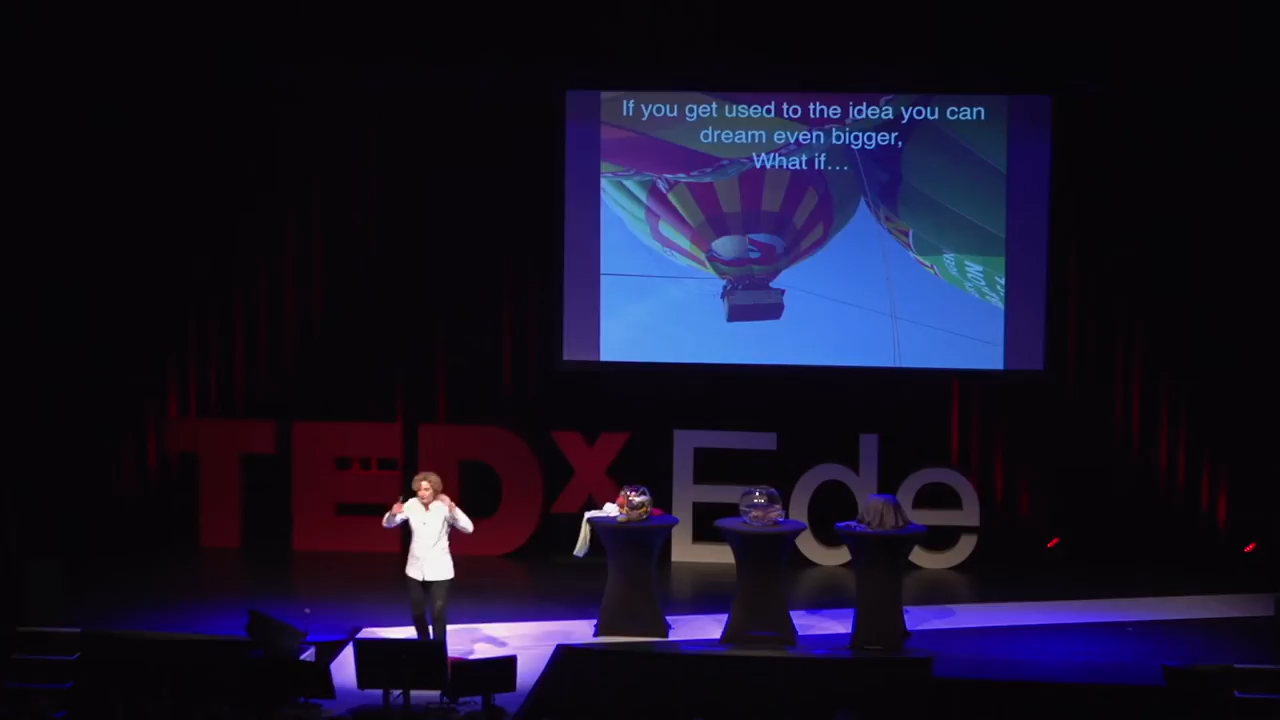 If you get used to the idea you can
dream even bigger,
What if…
TEDxEde